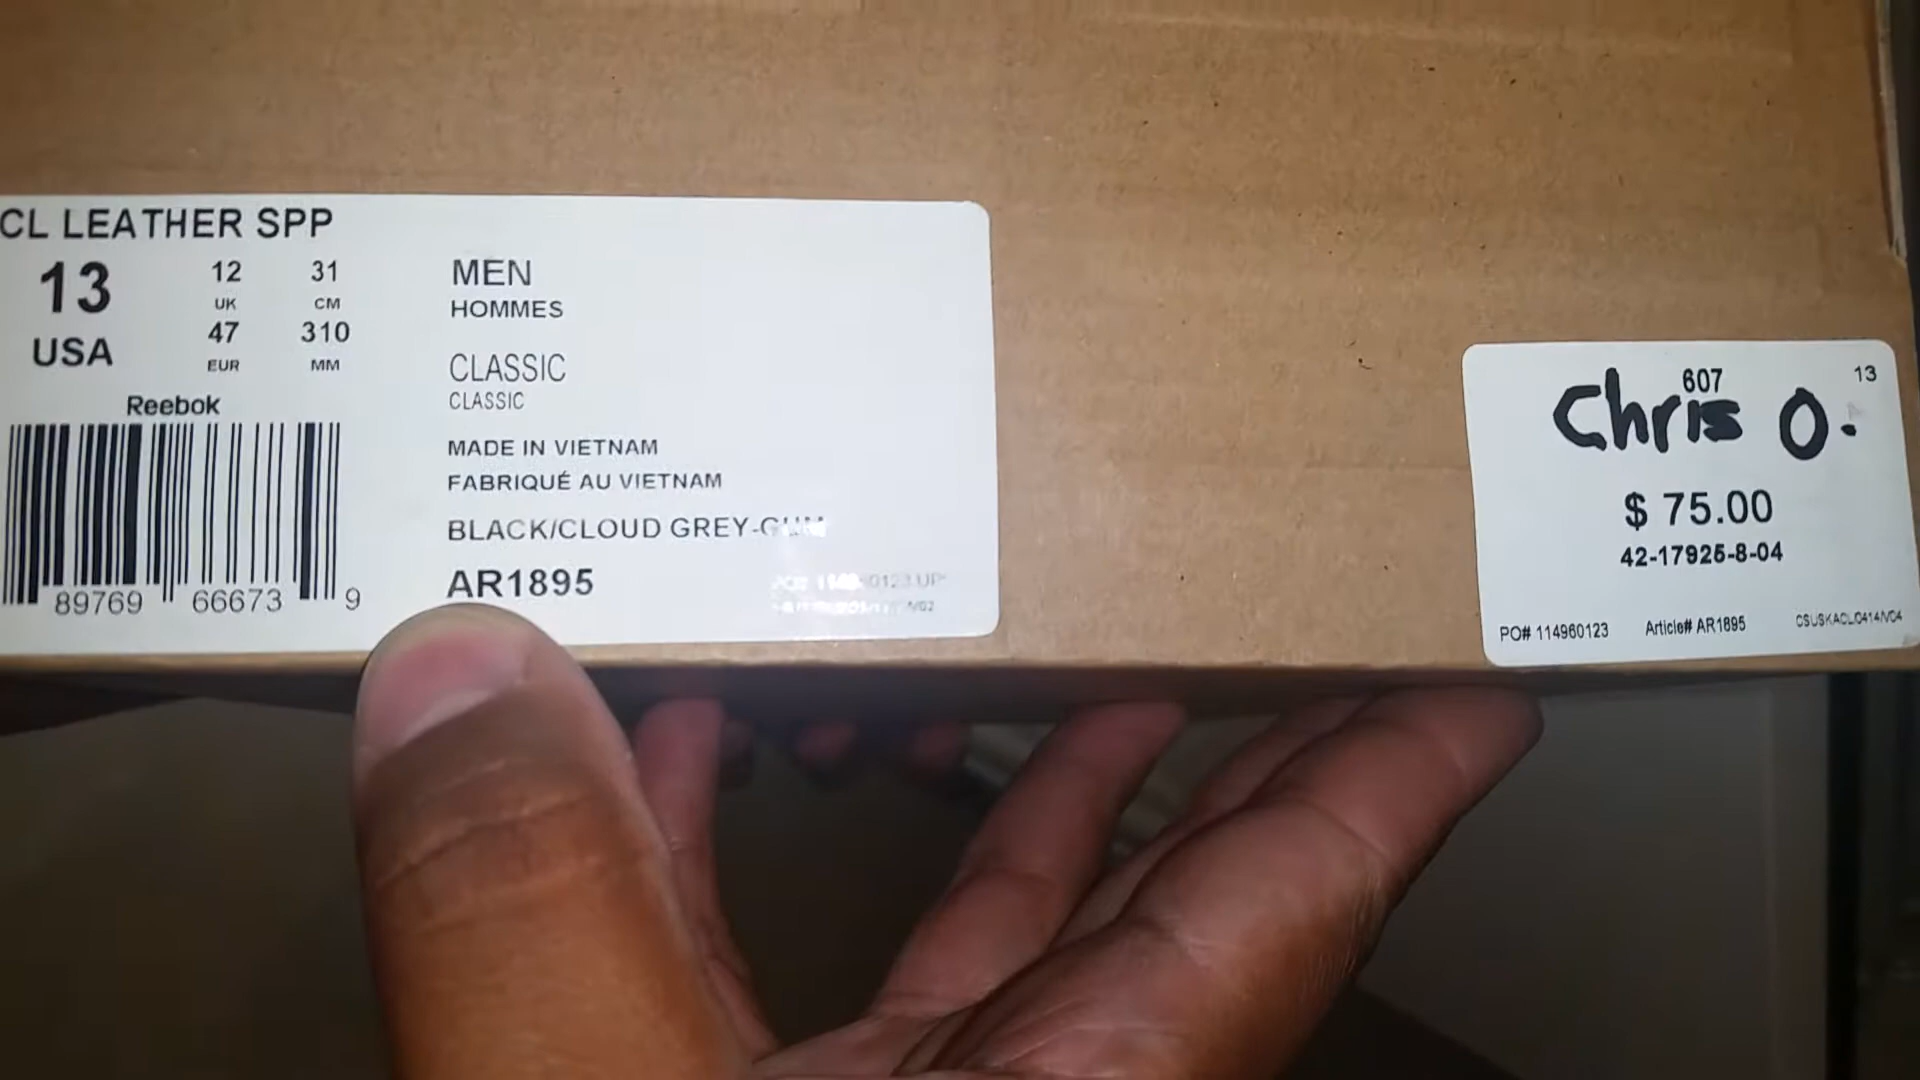 CL LEATHER SPP
13
USA
12
UK
47
EUR
31
CM
310
MM
Reebok
89769 66673 9
MEN
HOMMES
CLASSIC
CLASSIC
MADE IN VIETNAM
FABRIQUÉ AU VIETNAM
BLACK/CLOUD GREY-GUM
AR1895
607
13
Chris O.
$ 75.00
42-17925-8-04
PO# 114960123
Article# AR1895
CSUSKACL0414/V04